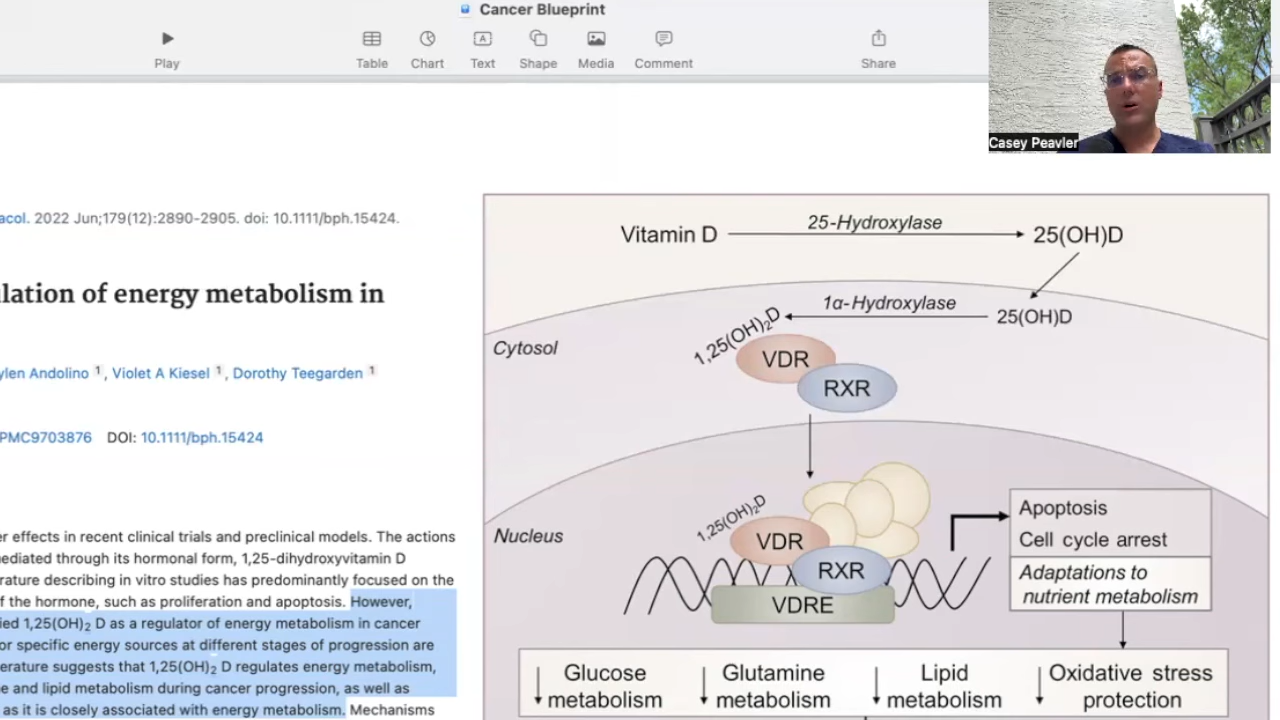 Cancer Blueprint
Play
Table
Chart
Text
Shape
Media
Comment
Share
Casey Peavler
acol. 2022 Jun;179(12):2890-2905. doi: 10.1111/bph.15424.
lation of energy metabolism in
ylen Andolino 1, Violet A Kiesel 1, Dorothy Teegarden 1
PMC9703876 DOI: 10.1111/bph.15424
er effects in recent clinical trials and preclinical models. The actions
ediated through its hormonal form, 1,25-dihydroxyvitamin D
rature describing in vitro studies has predominantly focused on the
f the hormone, such as proliferation and apoptosis. However,
ied 1,25(OH)2 D as a regulator of energy metabolism in cancer
or specific energy sources at different stages of progression are
erature suggests that 1,25(OH)2 D regulates energy metabolism,
e and lipid metabolism during cancer progression, as well as
as it is closely associated with energy metabolism. Mechanisms
Vitamin D
25-Hydroxylase
25(OH)D
1α-Hydroxylase
25(OH)D
1,25(OH)2D
Cytosol
VDR
RXR
Nucleus
1,25(OH)2D
VDR
RXR
VDRE
Apoptosis
Cell cycle arrest
Adaptations to
nutrient metabolism
Glucose
metabolism
Glutamine
metabolism
Lipid
metabolism
Oxidative stress
protection